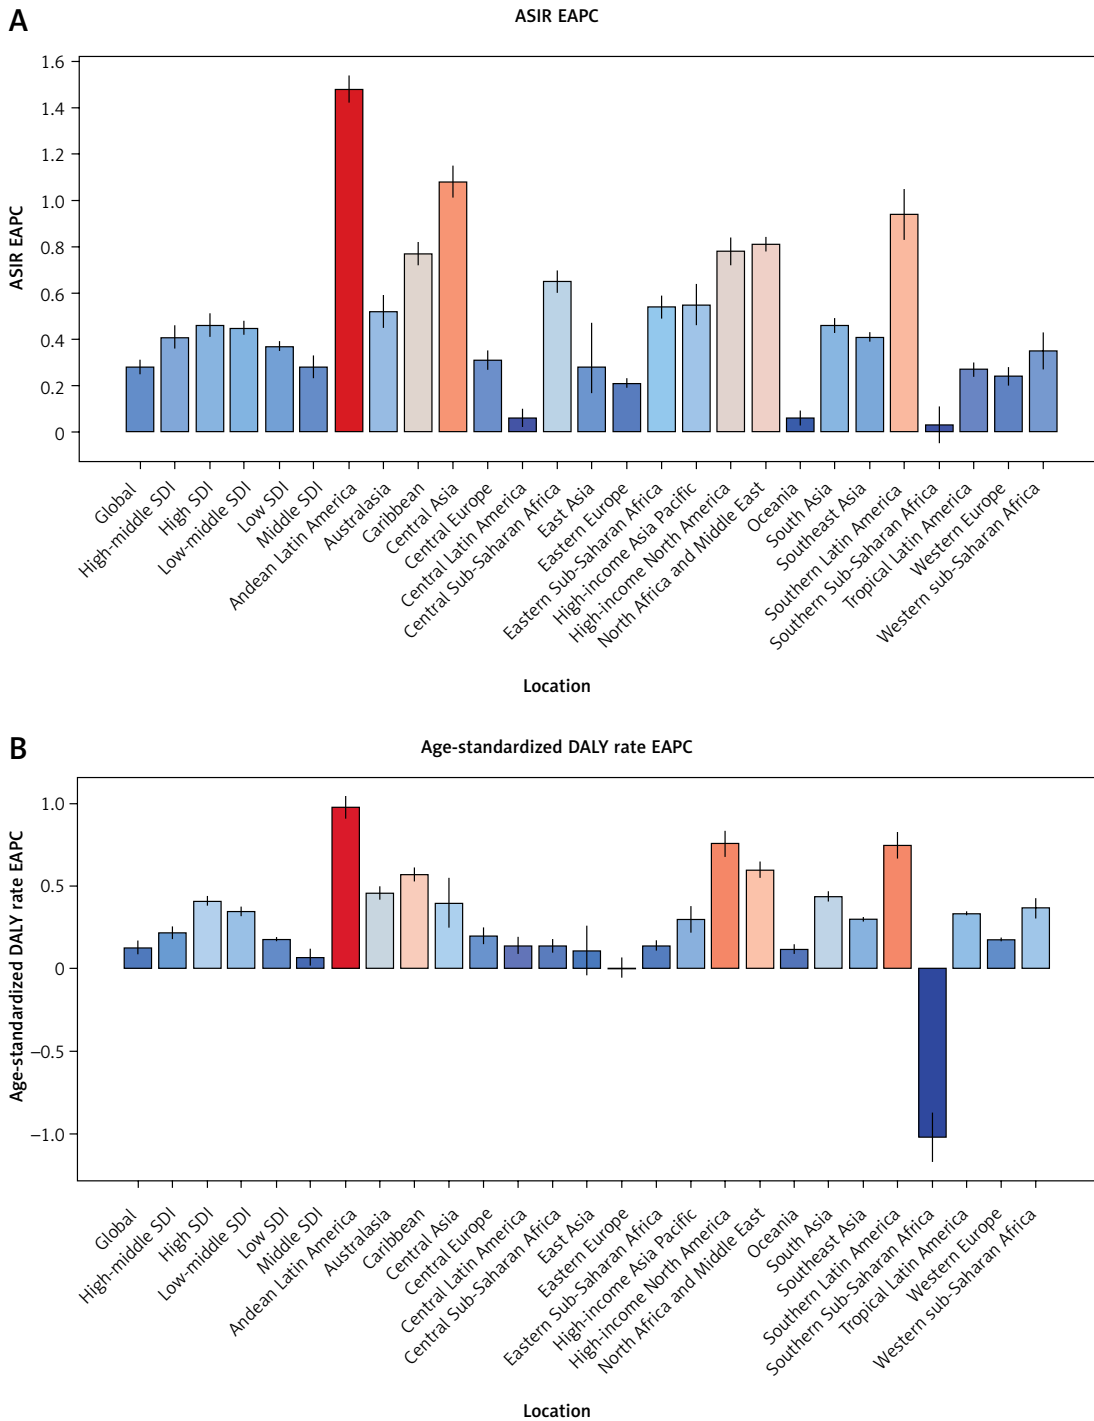 A
ASIR EAPC
ASIR EAPC
1.6
1.4
1.2
1.0
0.8
0.6
0.4
0.2
0
Global
High-middle SDI
High SDI
Low-middle SDI
Low SDI
Middle SDI
Andean Latin America
Australasia
Caribbean
Central Asia
Central Europe
Central Latin America
Central Sub-Saharan Africa
East Asia
Eastern Europe
Eastern Sub-Saharan Africa
High-income Asia Pacific
High-income North America
North Africa and Middle East
Oceania
South Asia
Southeast Asia
Southern Latin America
Southern Sub-Saharan Africa
Tropical Latin America
Western Europe
Western sub-Saharan Africa
Location
B
Age-standardized DALY rate EAPC
Age-standardized DALY rate EAPC
1.0
0.5
0
–0.5
–1.0
Global
High-middle SDI
High SDI
Low-middle SDI
Low SDI
Middle SDI
Andean Latin America
Australasia
Caribbean
Central Asia
Central Europe
Central Latin America
Central Sub-Saharan Africa
East Asia
Eastern Europe
Eastern Sub-Saharan Africa
High-income Asia Pacific
High-income North America
North Africa and Middle East
Oceania
South Asia
Southeast Asia
Southern Latin America
Southern Sub-Saharan Africa
Tropical Latin America
Western Europe
Western sub-Saharan Africa
Location